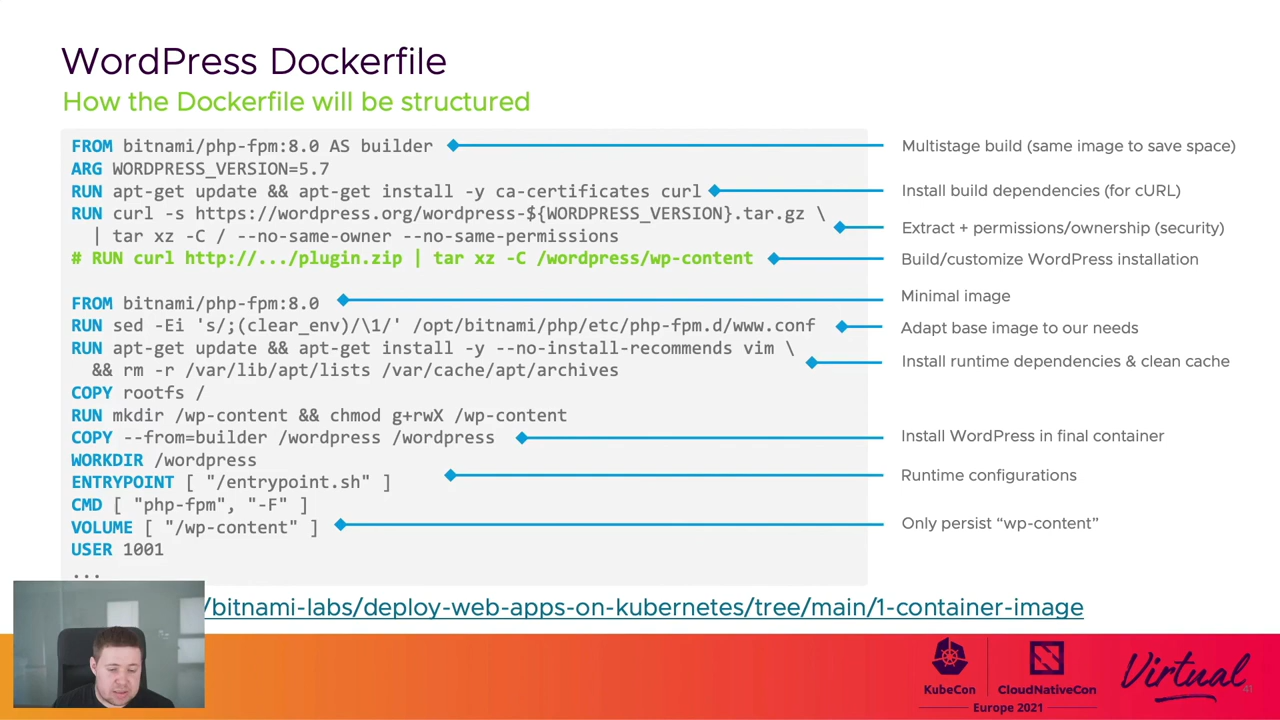 WordPress Dockerfile
How the Dockerfile will be structured
FROM bitnami/php-fpm:8.0 AS builder
Multistage build (same image to save space)
ARG WORDPRESS_VERSION=5.7
RUN apt-get update && apt-get install -y ca-certificates curl
Install build dependencies (for cURL)
RUN curl -s https://wordpress.org/wordpress-${WORDPRESS_VERSION}.tar.gz \
Extract + permissions/ownership (security)
| tar xz -C / --no-same-owner --no-same-permissions
# RUN curl http://.../plugin.zip | tar xz -C /wordpress/wp-content
Build/customize WordPress installation
FROM bitnami/php-fpm:8.0
Minimal image
RUN sed -Ei 's/;(clear_env)/\1/' /opt/bitnami/php/etc/php-fpm.d/www.conf
Adapt base image to our needs
RUN apt-get update && apt-get install -y --no-install-recommends vim \
Install runtime dependencies & clean cache
&& rm -r /var/lib/apt/lists /var/cache/apt/archives
COPY rootfs /
RUN mkdir /wp-content && chmod g+rwX /wp-content
COPY --from=builder /wordpress /wordpress
Install WordPress in final container
WORKDIR /wordpress
ENTRYPOINT [ "/entrypoint.sh" ]
Runtime configurations
CMD [ "php-fpm", "-F" ]
VOLUME [ "/wp-content" ]
Only persist “wp-content”
USER 1001
...
/bitnami-labs/deploy-web-apps-on-kubernetes/tree/main/1-container-image
KubeCon
CloudNativeCon
Europe 2021
Virtual
41